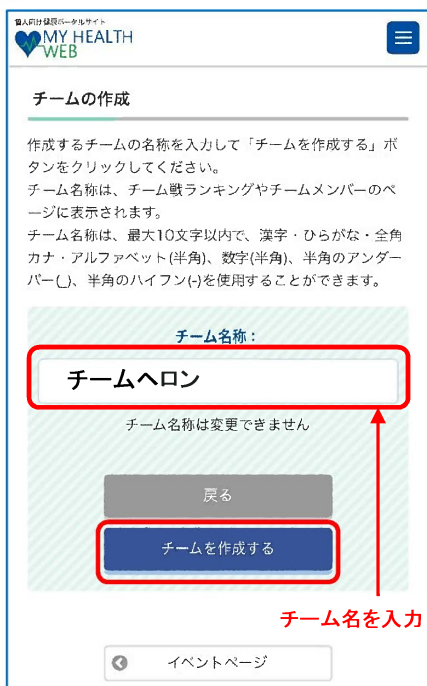 個人向け健康ポータルサイト
MY HEALTH
WEB
チームの作成
作成するチームの名称を入力して「チームを作成する」ボ
タンをクリックしてください。
チーム名称は、チーム戦ランキングやチームメンバーのペ
ージに表示されます。
チーム名称は、最大10文字以内で、漢字・ひらがな・全角
カナ・アルファベット(半角)、数字(半角)、半角のアンダー
バー(_)、半角のハイフン(-)を使用することができます。
チーム名称：
チームヘロン
チーム名称は変更できません
戻る
チームを作成する
チーム名を入力
イベントページ